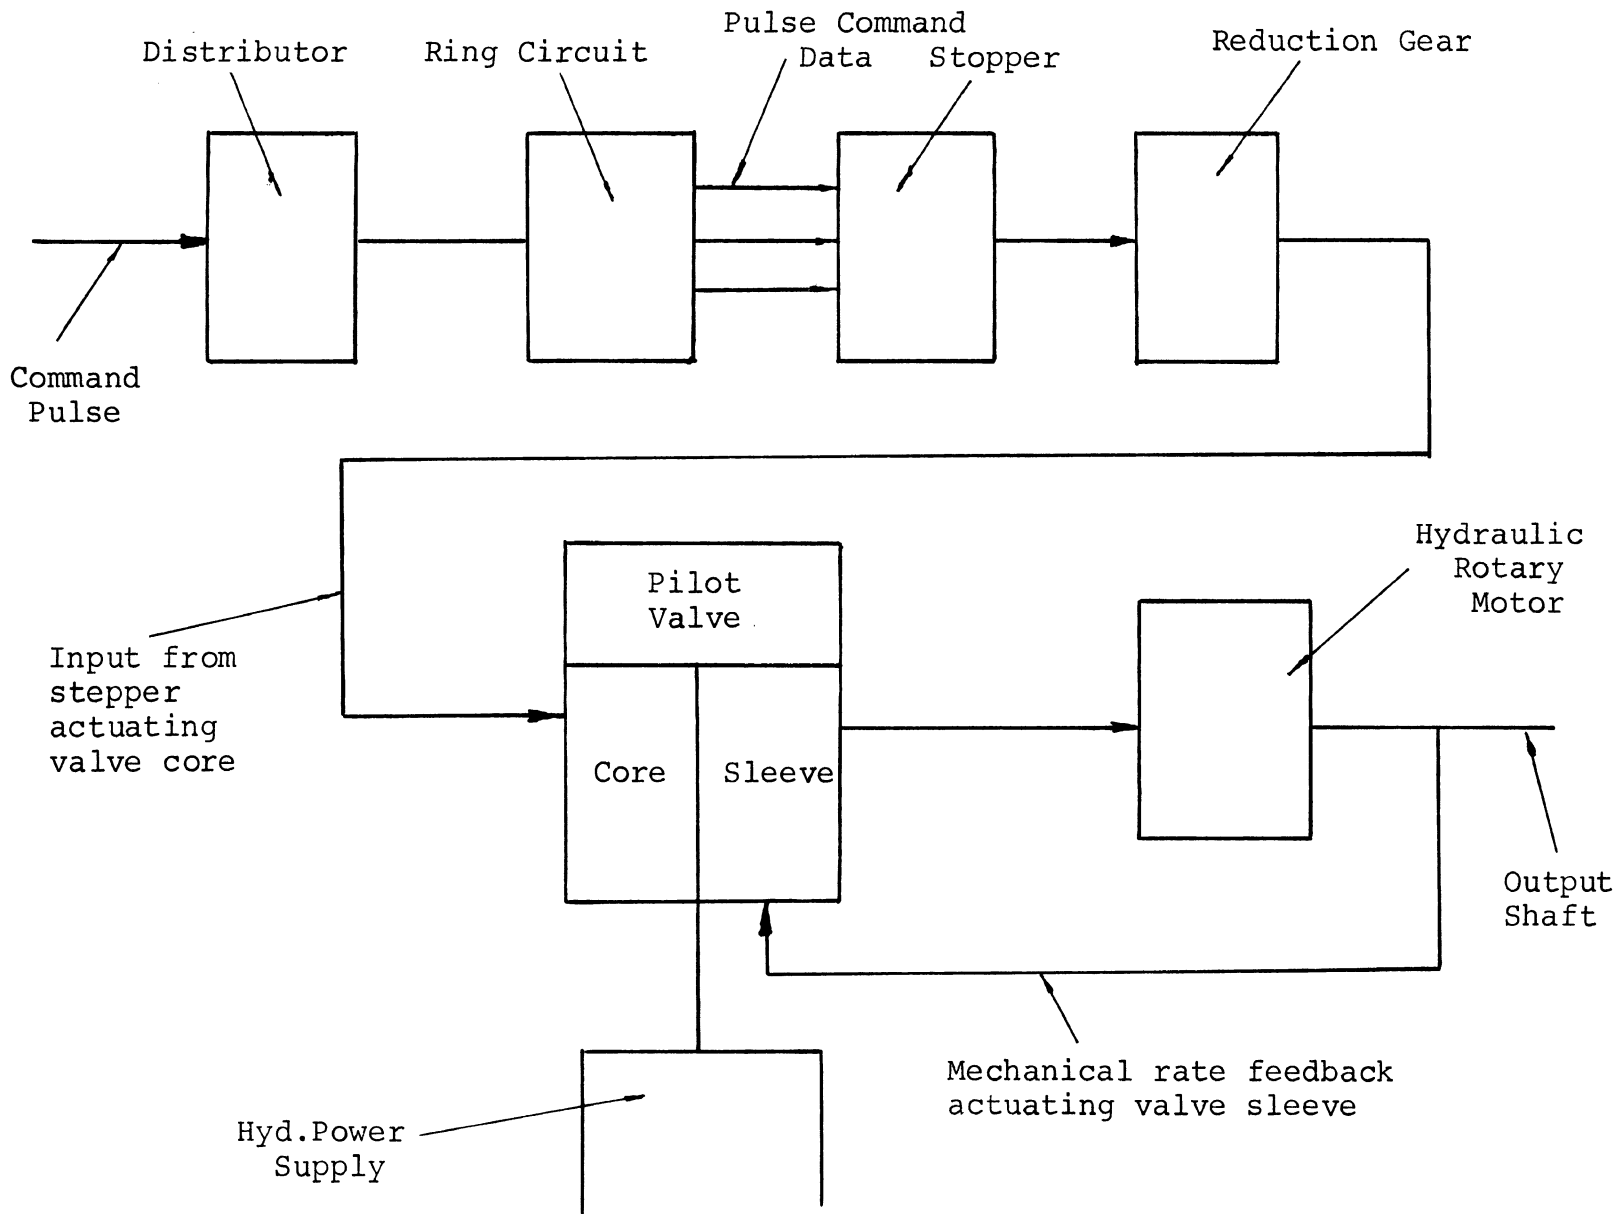 Pulse Command
Data
Distributor
Ring Circuit
Stopper
Reduction Gear
Command
Pulse
Hydraulic
Rotary
Motor
Pilot
Valve
Input from
stepper
actuating
valve core
Core
Sleeve
Output
Shaft
Mechanical rate feedback
actuating valve sleeve
Hyd.Power
Supply